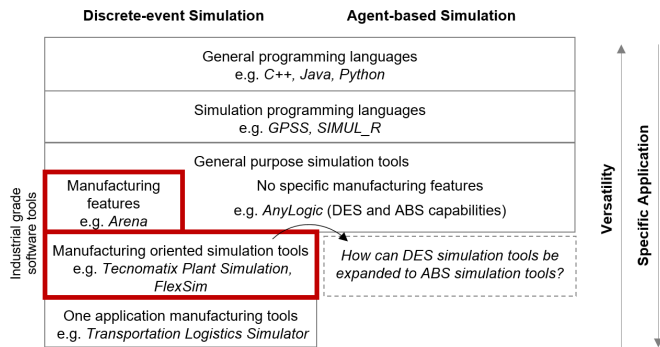 Discrete-event Simulation
Agent-based Simulation
General programming languages
e.g. C++, Java, Python
Simulation programming languages
e.g. GPSS, SIMUL_R
General purpose simulation tools
Manufacturing
features
e.g. Arena
No specific manufacturing features
e.g. AnyLogic (DES and ABS capabilities)
Manufacturing oriented simulation tools
e.g. Tecnomatix Plant Simulation,
FlexSim
How can DES simulation tools be
expanded to ABS simulation tools?
One application manufacturing tools
e.g. Transportation Logistics Simulator
Industrial grade
software tools
Versatility
Specific Application